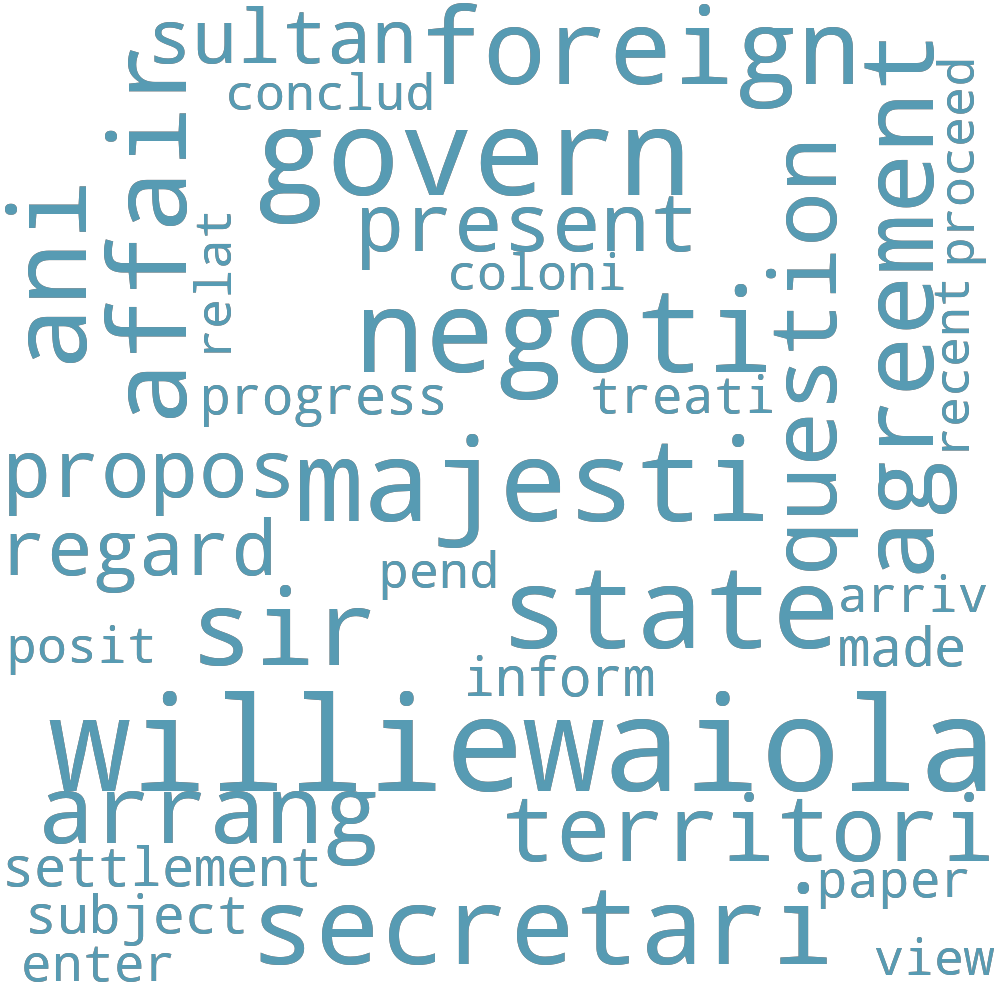 sultan
foreign
conclud
affair
agreement
proceed
govern
question
ani
present
relat
coloni
negoti
recent
progress
treati
propos
majesti
regard
pend
state
arriv
sir
posit
made
inform
williewaiola
arrang
territori
settlement
paper
subject
secretari
enter
view